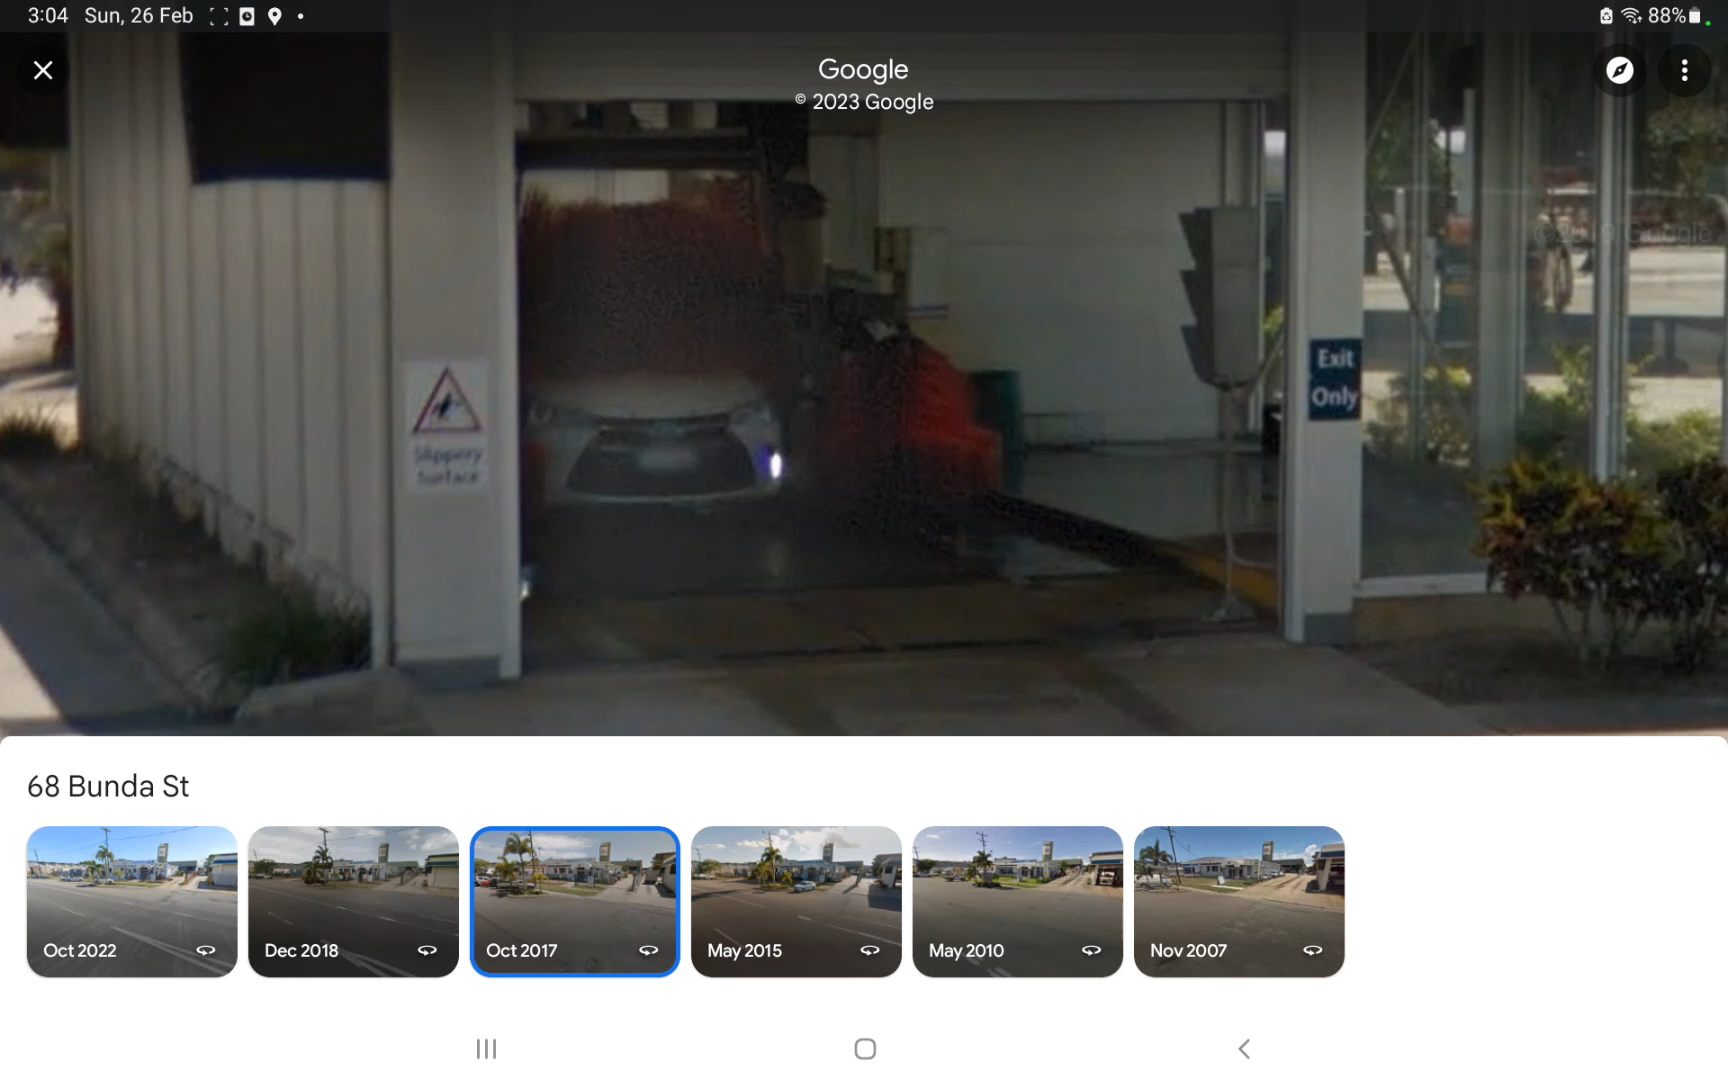 3:04 Sun, 26 Feb
88%
Google
© 2023 Google
Exit
Only
Slippery
Surface
68 Bunda St
Oct 2022
Dec 2018
Oct 2017
May 2015
May 2010
Nov 2007